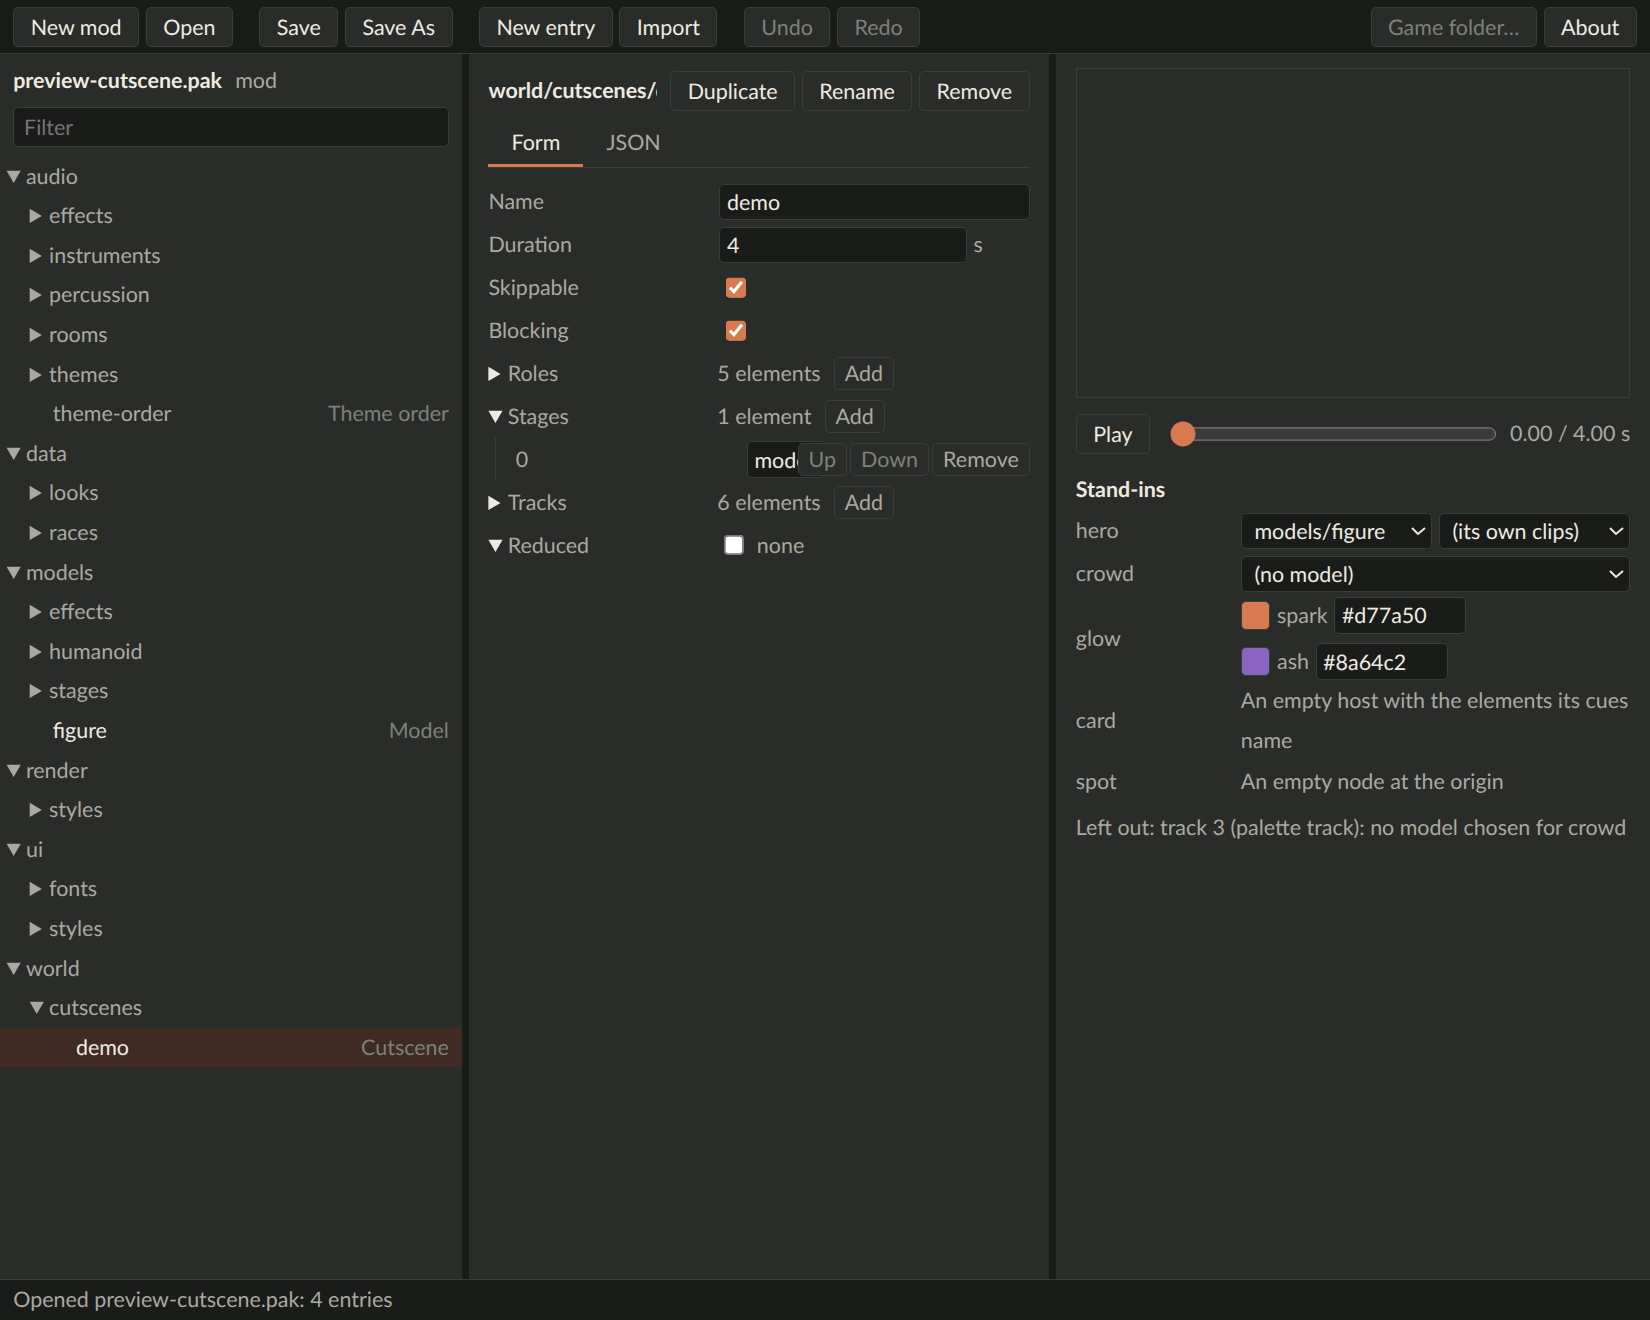 New mod Open Save Save As New entry Import Undo Redo Game folder... About
preview-cutscene.pak mod
Filter
audio
effects
instruments
percussion
rooms
themes
theme-order Theme order
data
looks
races
models
effects
humanoid
stages
figure Model
render
styles
ui
fonts
styles
world
cutscenes
demo Cutscene
world/cutscenes/ Duplicate Rename Remove
Form JSON
Name demo
Duration 4 s
Skippable
Blocking
Roles 5 elements Add
Stages 1 element Add
0 mod Up Down Remove
Tracks 6 elements Add
Reduced none
Play 0.00 / 4.00 s
Stand-ins
hero models/figure (its own clips)
crowd (no model)
glow spark #d77a50
ash #8a64c2
card An empty host with the elements its cues
name
spot An empty node at the origin
Left out: track 3 (palette track): no model chosen for crowd
Opened preview-cutscene.pak: 4 entries